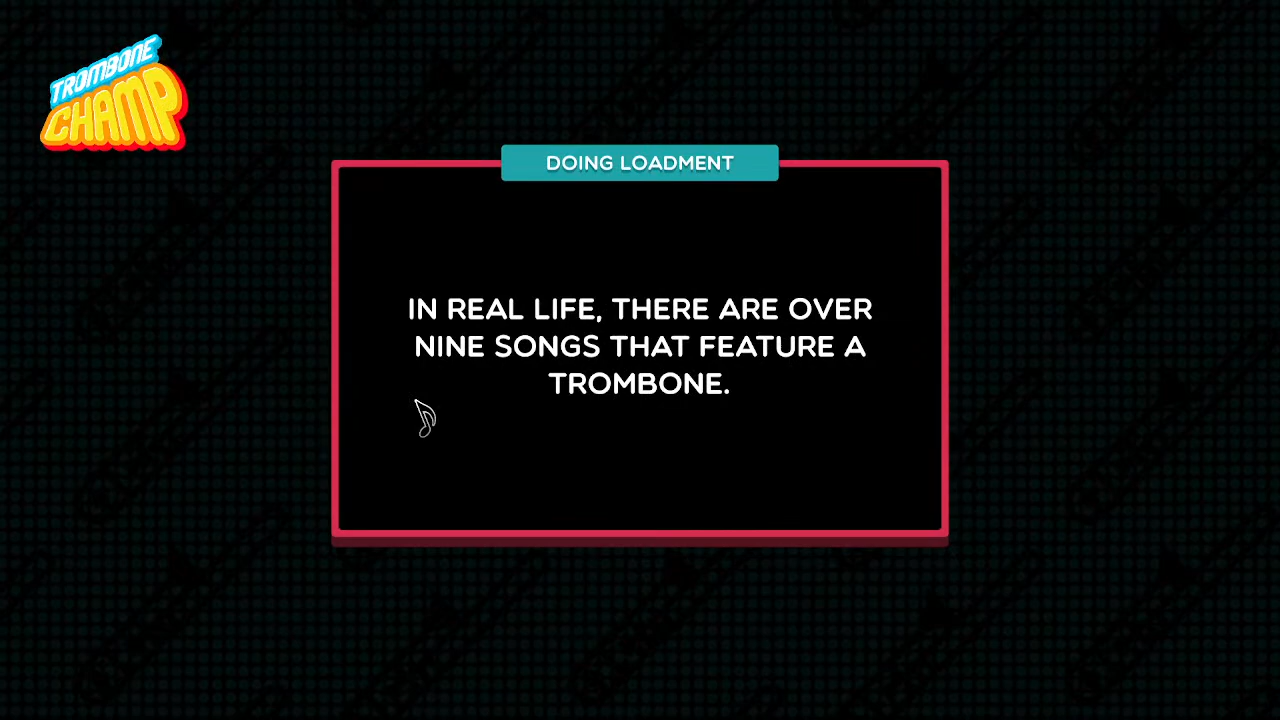 TROMBONE
CHAMP
DOING LOADMENT
IN REAL LIFE, THERE ARE OVER
NINE SONGS THAT FEATURE A
TROMBONE.